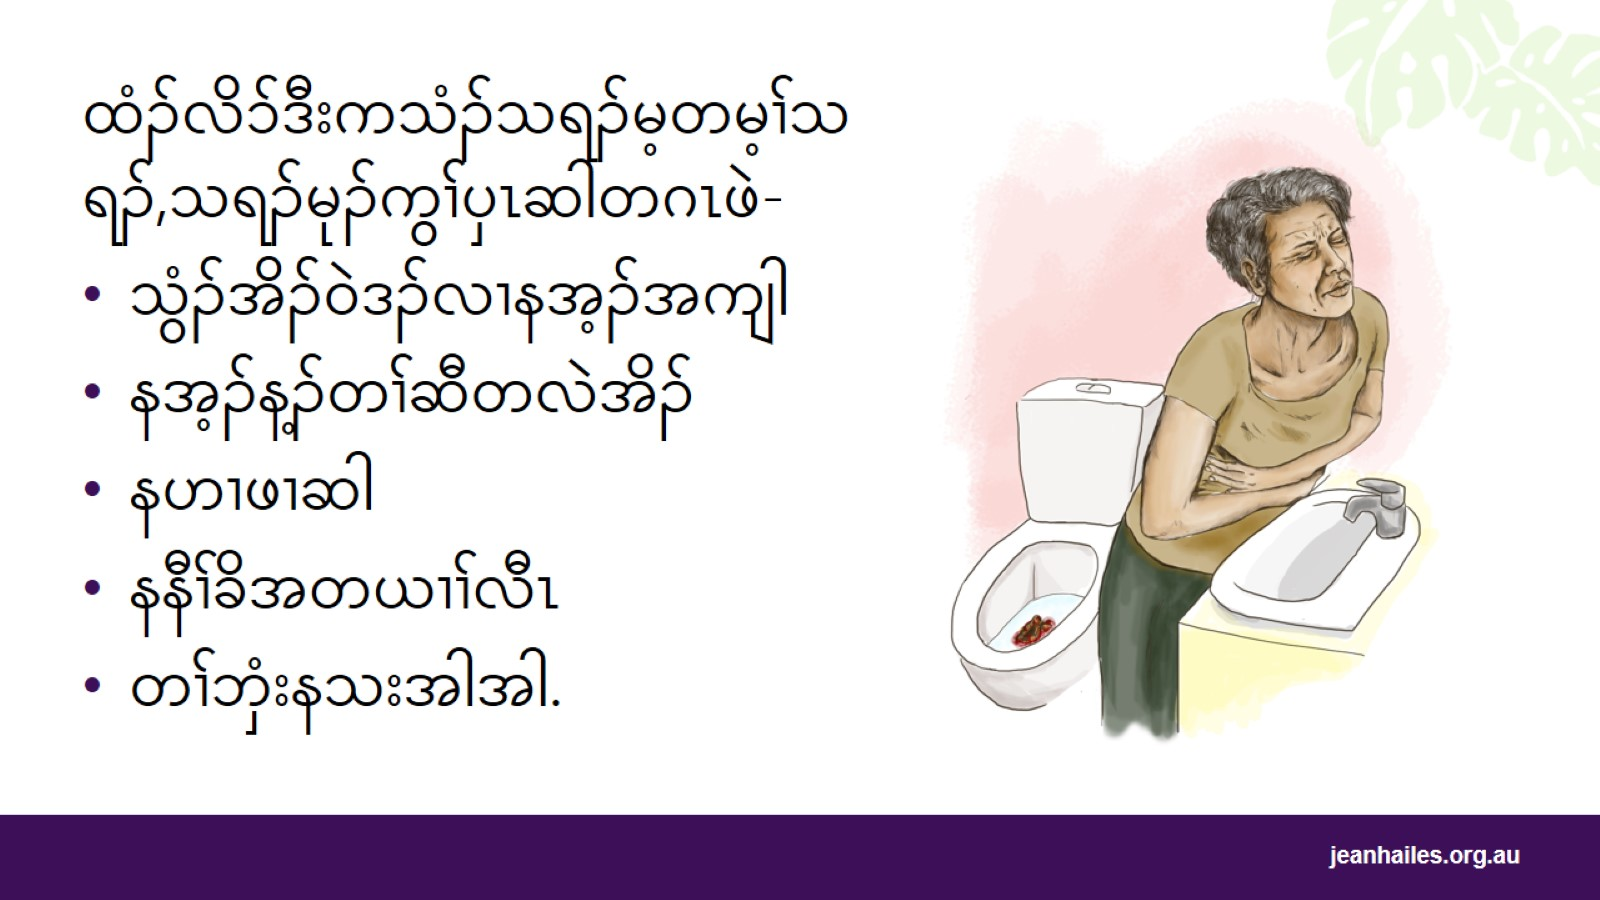 ထံၣ်လိာ်ဒီးကသံၣ်သရၣ်မ့တမ့ၢ်သ
ရၣ်,သရၣ်မုၣ်ကွၢ်ပှၤဆါတဂၤဖဲ-
• သွံၣ်အိၣ်ဝဲဒၣ်လၢနအ့ၣ်အကျါ
• နအ့ၣ်န့ၣ်တၢ်ဆီတလဲအိၣ်
• နဟၢဖၢဆါ
• နနီၢ်ခိအတယၢၢ်လီၤ
• တၢ်ဘှံးနသးအါအါ.
jeanhailes.org.au